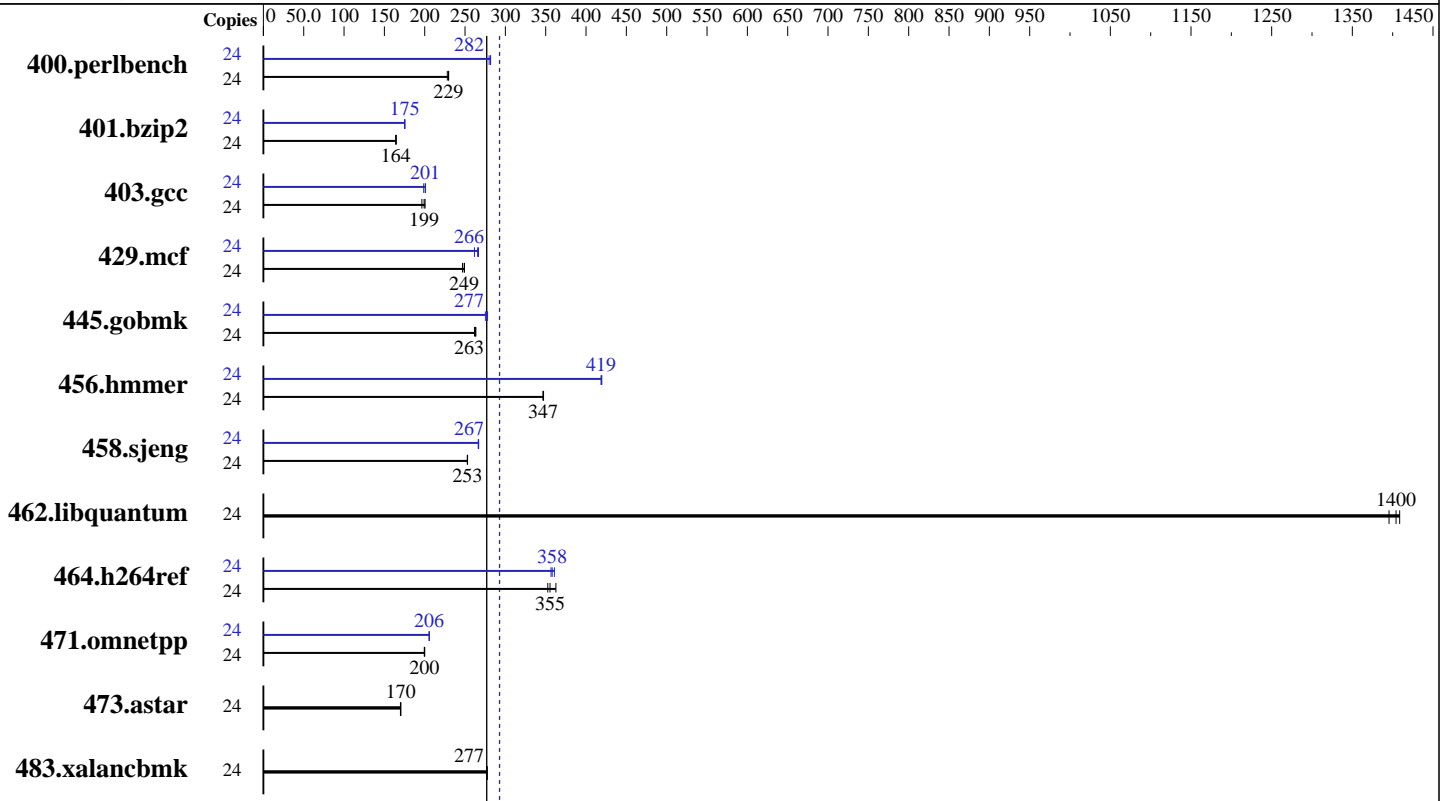 Copies 0 50.0 100 150 200 250 300 350 400 450 500 550 600 650 700 750 800 850 900 950 1050 1150 1250 1350 1450
400.perlbench 24 282
24 229
401.bzip2 24 175
24 164
403.gcc 24 201
24 199
429.mcf 24 266
24 249
445.gobmk 24 277
24 263
456.hmmer 24 419
24 347
458.sjeng 24 267
24 253
462.libquantum 24 1400
464.h264ref 24 358
24 355
471.omnetpp 24 206
24 200
473.astar 24 170
483.xalancbmk 24 277